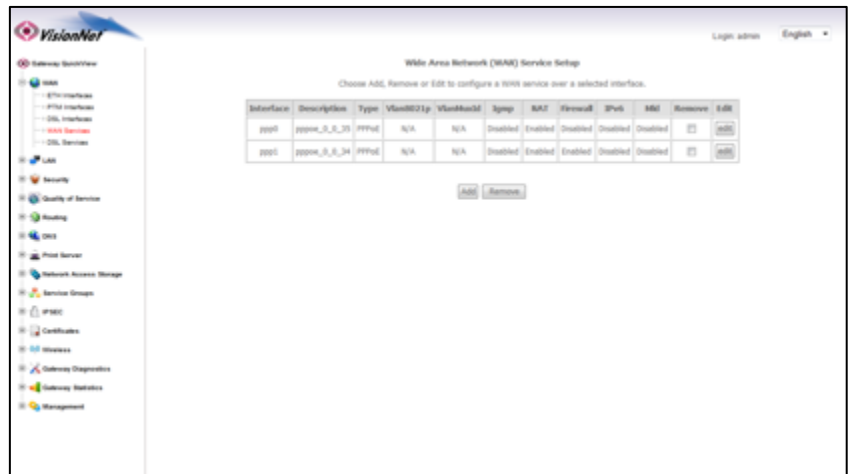 VisionNet
Login: admin
English
Gateway QuickView
WAN
ETH Interfaces
PTM Interfaces
DSL Interfaces
WAN Services
DSL Services
LAN
Security
Quality of Service
Routing
DNS
Print Server
Network Access Storage
Service Groups
IPSEC
Certificates
Wireless
Gateway Diagnostics
Gateway Statistics
Management
Wide Area Network (WAN) Service Setup
Choose Add, Remove or Edit to configure a WAN service over a selected interface.
Interface Description Type Vlan8021p VlanMuxId Igmp NAT Firewall IPv6 Mld Remove Edit
ppp0 pppoe_0_0_35 PPPoE N/A N/A Disabled Enabled Disabled Disabled Disabled edit
ppp1 pppoe_0_0_34 PPPoE N/A N/A Disabled Enabled Enabled Disabled Disabled edit
Add Remove